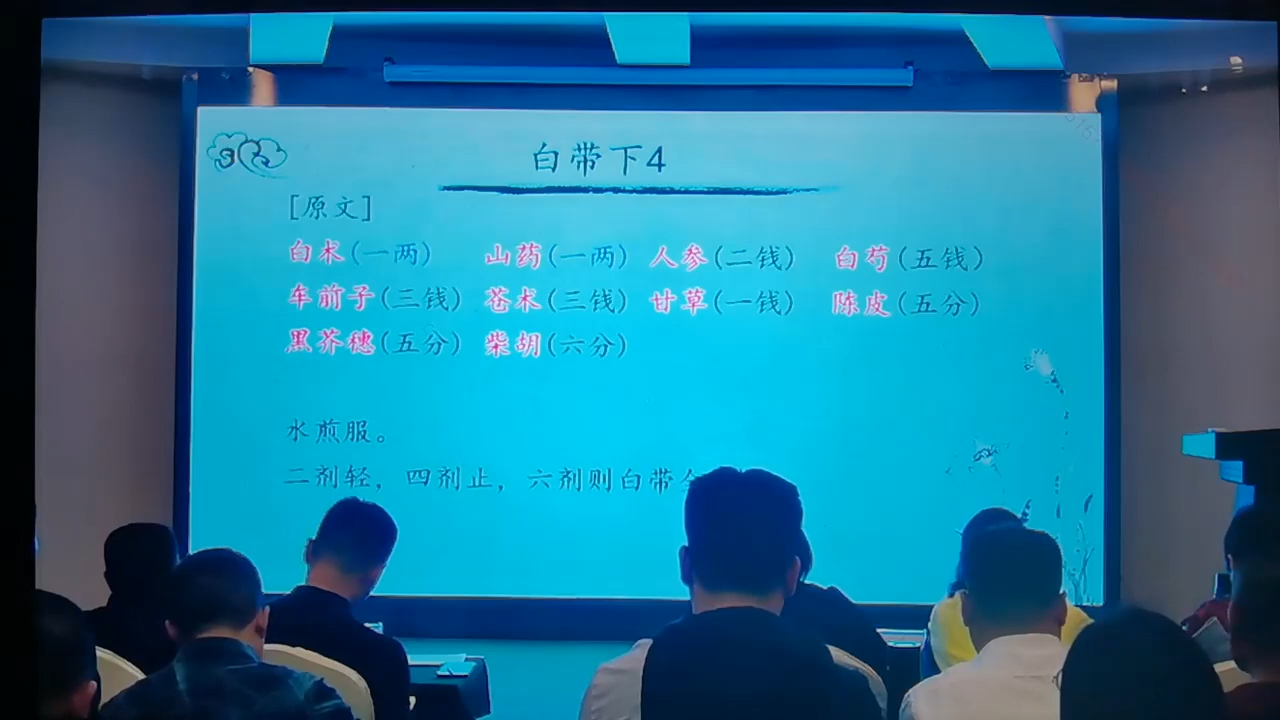 白带下4
[原文]
白术(一两) 山药(一两) 人参(二钱) 白芍(五钱)
车前子(三钱) 苍术(三钱) 甘草(一钱) 陈皮(五分)
黑芥穗(五分) 柴胡(六分)
水煎服。
二剂轻，四剂止，六剂则白带